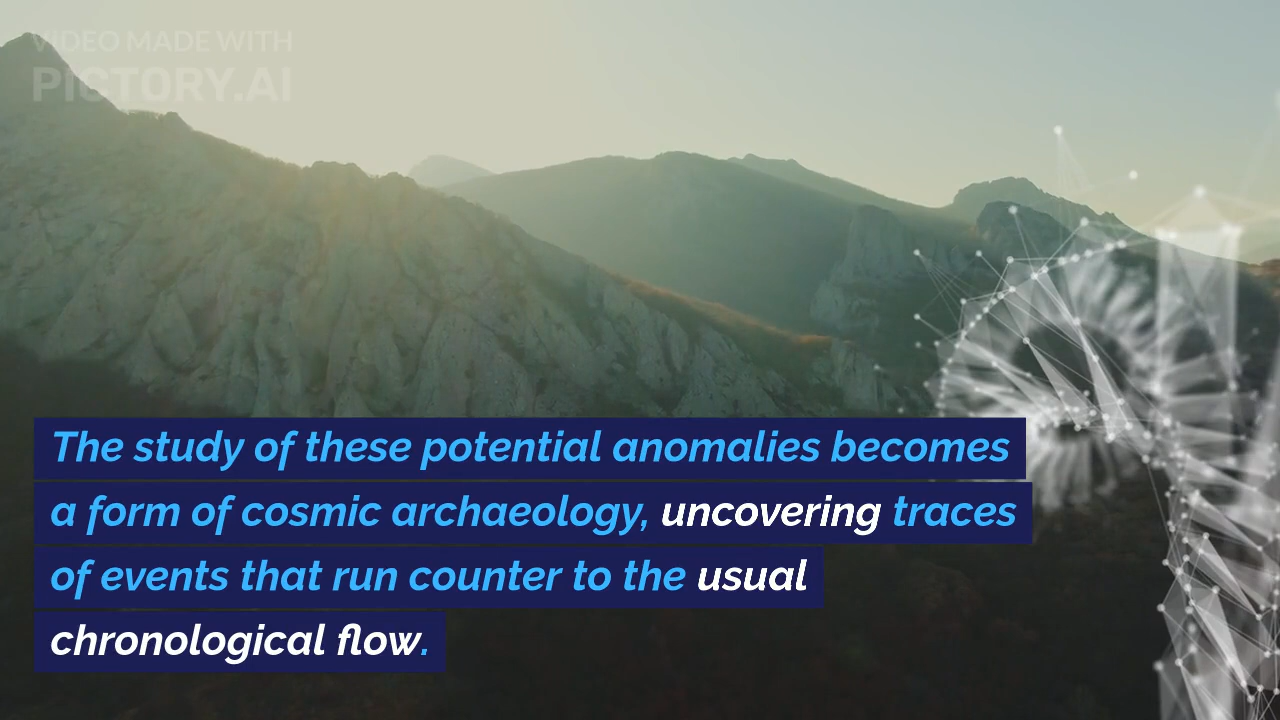 VIDEO MADE WITH
PICTORY.AI
The study of these potential anomalies becomes
a form of cosmic archaeology, uncovering traces
of events that run counter to the usual
chronological flow.